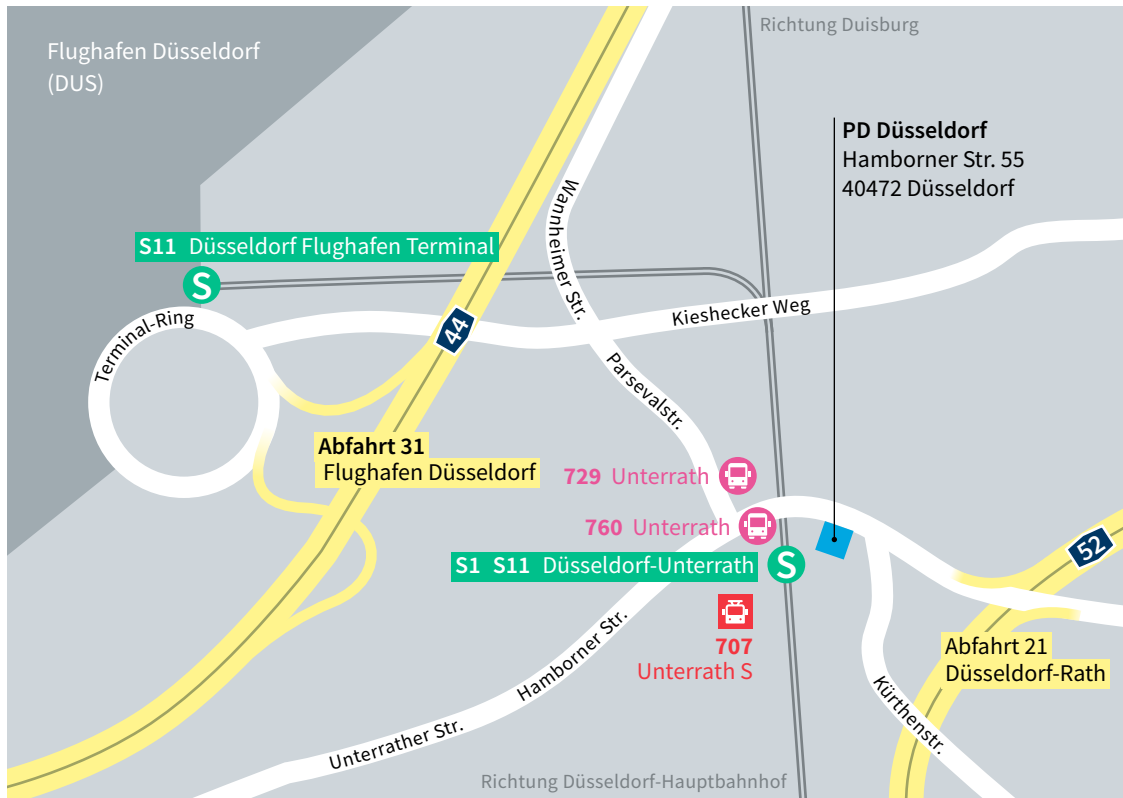 Flughafen Düsseldorf
(DUS)
Richtung Duisburg
PD Düsseldorf
Hamborner Str. 55
40472 Düsseldorf
Wannheimer Str.
S11 Düsseldorf Flughafen Terminal
S
Terminal-Ring
44
Kieshecker Weg
Parsevalstr.
Abfahrt 31
Flughafen Düsseldorf
729 Unterrath
760 Unterrath
S1 S11 Düsseldorf-Unterrath
S
52
707
Unterrath S
Hamborner Str.
Abfahrt 21
Düsseldorf-Rath
Kürthenstr.
Unterrather Str.
Richtung Düsseldorf-Hauptbahnhof